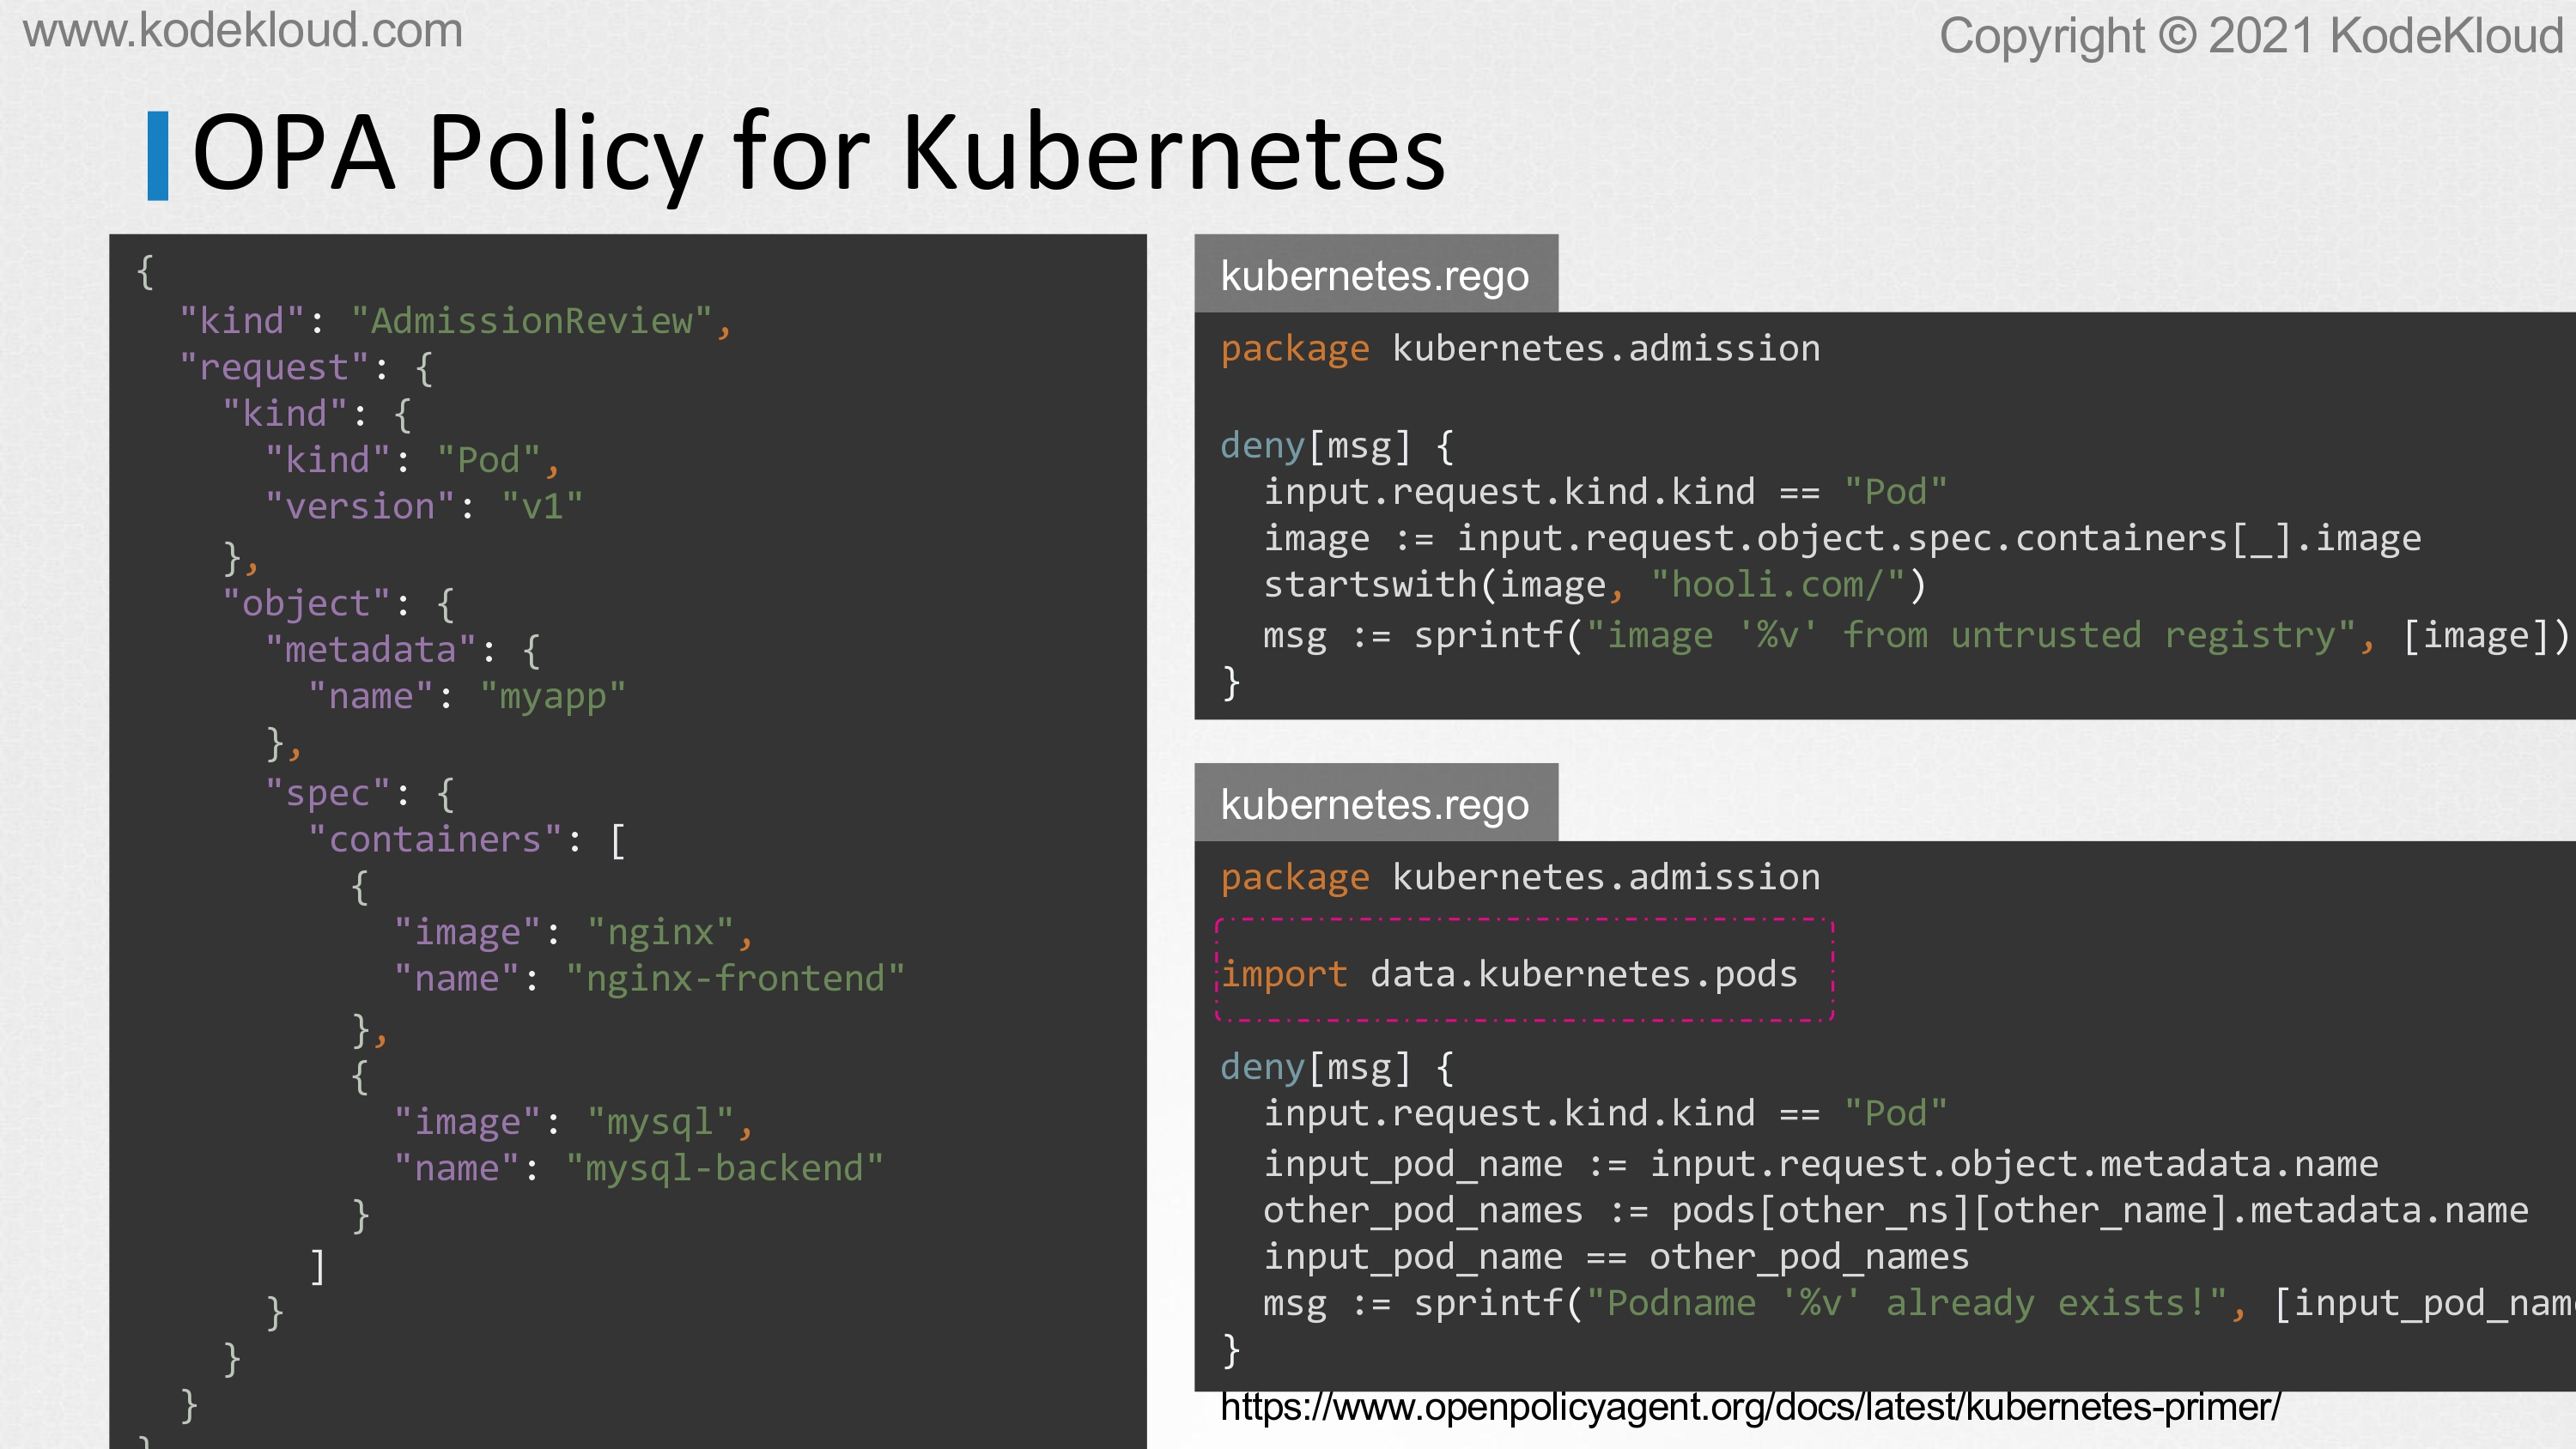 www.kodekloud.com
Copyright © 2021 KodeKloud
OPA Policy for Kubernetes
{
  "kind": "AdmissionReview",
  "request": {
    "kind": {
      "kind": "Pod",
      "version": "v1"
    },
    "object": {
      "metadata": {
        "name": "myapp"
      },
      "spec": {
        "containers": [
          {
            "image": "nginx",
            "name": "nginx-frontend"
          },
          {
            "image": "mysql",
            "name": "mysql-backend"
          }
        ]
      }
    }
  }
}
kubernetes.rego
package kubernetes.admission
deny[msg] {
  input.request.kind.kind == "Pod"
  image := input.request.object.spec.containers[_].image
  startswith(image, "hooli.com/")
  msg := sprintf("image '%v' from untrusted registry", [image])
}
kubernetes.rego
package kubernetes.admission
import data.kubernetes.pods
deny[msg] {
  input.request.kind.kind == "Pod"
  input_pod_name := input.request.object.metadata.name
  other_pod_names := pods[other_ns][other_name].metadata.name
  input_pod_name == other_pod_names
  msg := sprintf("Podname '%v' already exists!", [input_pod_nam
}
https://www.openpolicyagent.org/docs/latest/kubernetes-primer/